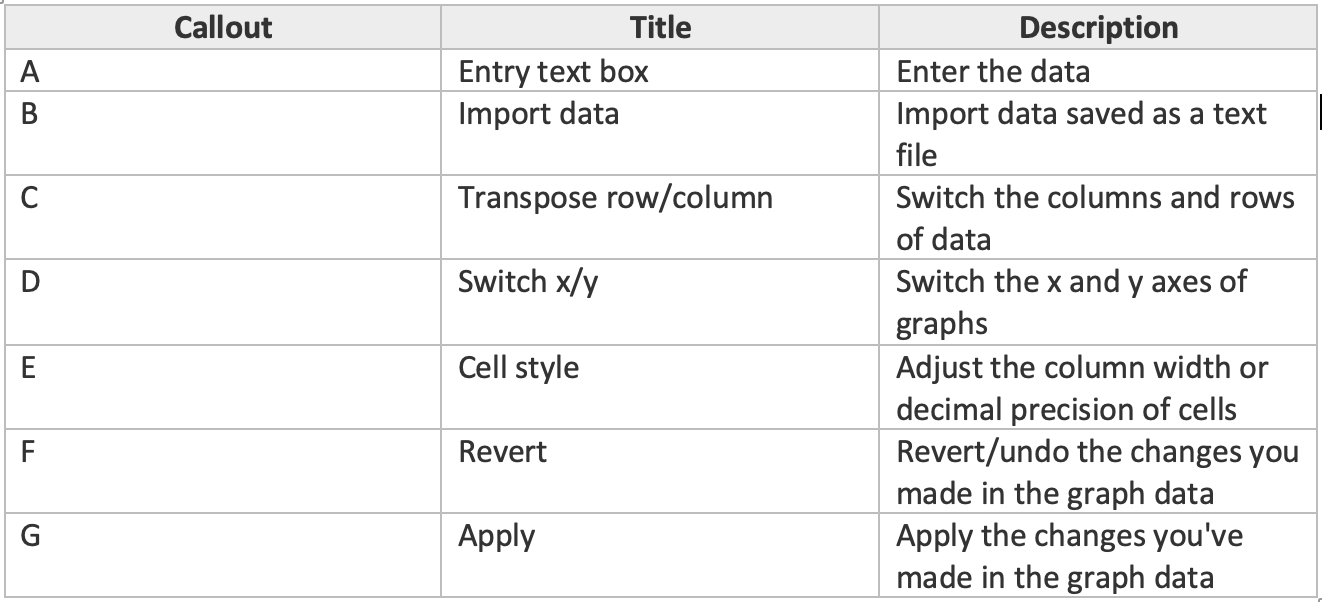 Callout Title Description
A Entry text box Enter the data
B Import data Import data saved as a text
file
C Transpose row/column Switch the columns and rows
of data
D Switch x/y Switch the x and y axes of
graphs
E Cell style Adjust the column width or
decimal precision of cells
F Revert Revert/undo the changes you
made in the graph data
G Apply Apply the changes you've
made in the graph data